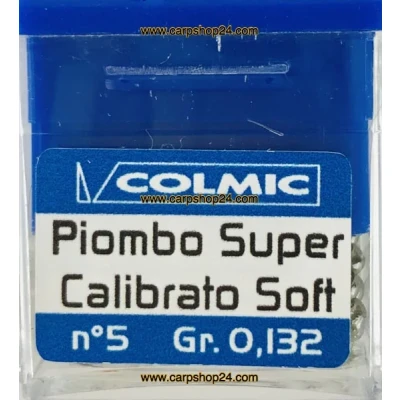 www.carpshop24.com
COLMIC
www.carpshop24.com
Piombo Super
Calibrato Soft
n°5 Gr. 0,132
www.carpshop24.com